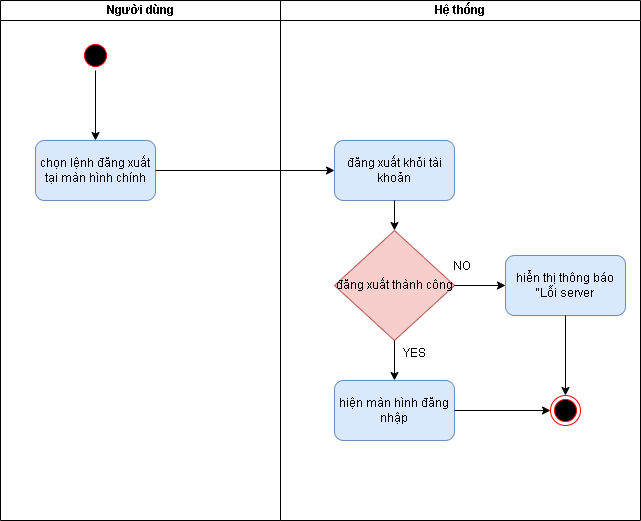 Người dùng
Hệ thống
chọn lệnh đăng xuất
tại màn hình chính
đăng xuất khỏi tài
khoản
đăng xuất thành công
NO
hiển thị thông báo
"Lỗi server
YES
hiện màn hình đăng
nhập